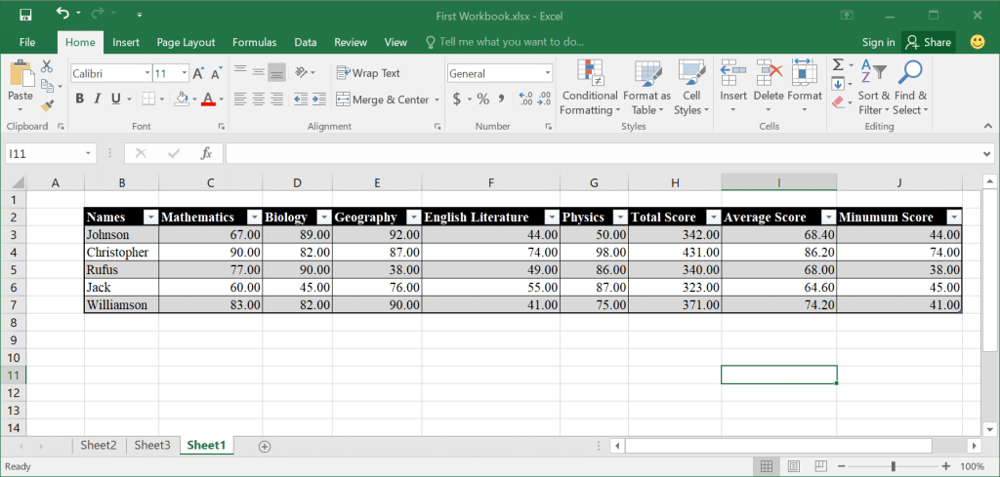 First Workbook.xlsx - Excel
File Home Insert Page Layout Formulas Data Review View Tell me what you want to do... Sign in Share
Paste
Calibri 11 A A
B I U A
Wrap Text
Merge & Center
General
$ % , .0 .00 .00 .0
Conditional Formatting
Format as Table
Cell Styles
Insert Delete Format
Σ A Z
Sort & Filter
Find & Select
Clipboard Font Alignment Number Styles Cells Editing
I11 fx
A B C D E F G H I J
1
2 Names Mathematics Biology Geography English Literature Physics Total Score Average Score Minumum Score
3 Johnson 67.00 89.00 92.00 44.00 50.00 342.00 68.40 44.00
4 Christopher 90.00 82.00 87.00 74.00 98.00 431.00 86.20 74.00
5 Rufus 77.00 90.00 38.00 49.00 86.00 340.00 68.00 38.00
6 Jack 60.00 45.00 76.00 55.00 87.00 323.00 64.60 45.00
7 Williamson 83.00 82.00 90.00 41.00 75.00 371.00 74.20 41.00
8
9
10
11
12
13
14
Sheet2 Sheet3 Sheet1
Ready 100%